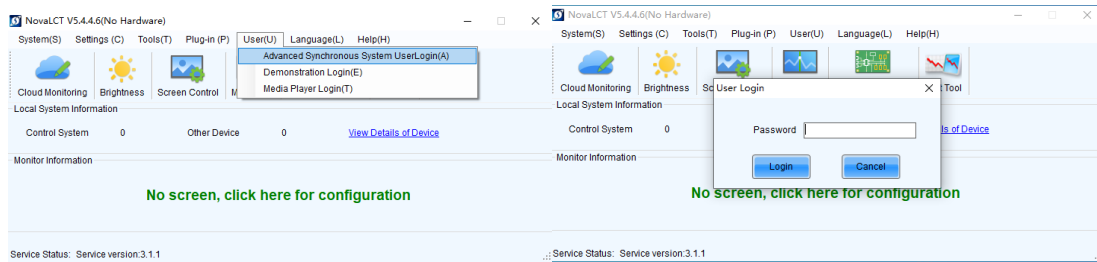 NovaLCT V5.4.4.6(No Hardware)
System(S) Settings (C) Tools(T) Plug-in (P) User(U) Language(L) Help(H)
Advanced Synchronous System UserLogin(A)
Demonstration Login(E)
Media Player Login(T)
Cloud Monitoring Brightness Screen Control
Local System Information
Control System 0 Other Device 0 View Details of Device
Monitor Information
No screen, click here for configuration
Service Status: Service version:3.1.1
NovaLCT V5.4.4.6(No Hardware)
System(S) Settings (C) Tools(T) Plug-in (P) User(U) Language(L) Help(H)
Cloud Monitoring Brightness Tool
User Login
Local System Information
Control System 0 ls of Device
Password
Login Cancel
Monitor Information
No screen, click here for configuration
Service Status: Service version:3.1.1